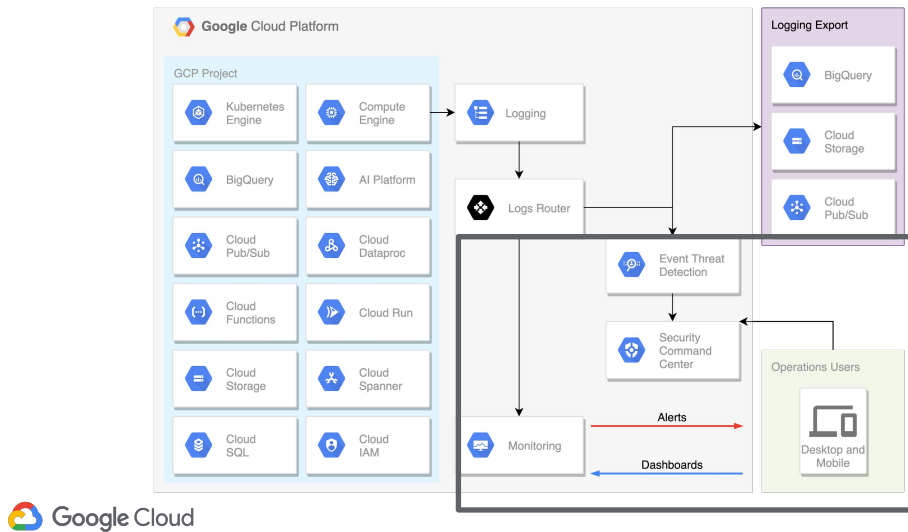 Google Cloud Platform
Logging Export
GCP Project
Kubernetes
Engine
Compute
Engine
Logging
BigQuery
BigQuery
AI Platform
Logs Router
Cloud
Storage
Cloud
Pub/Sub
Cloud
Pub/Sub
Cloud
Dataproc
Event Threat
Detection
Cloud
Functions
Cloud Run
Security
Command
Center
Cloud
Storage
Cloud
Spanner
Operations Users
Cloud
SQL
Cloud
IAM
Monitoring
Alerts
Dashboards
Desktop and
Mobile
Google Cloud